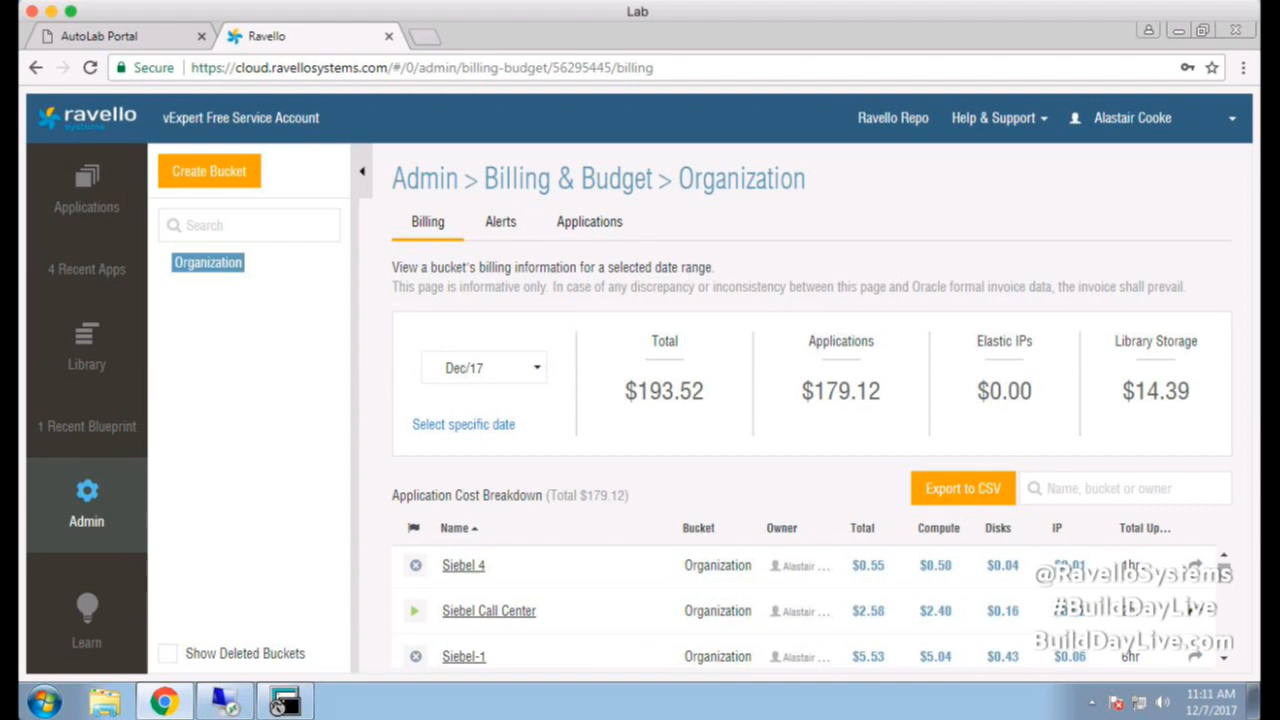 Lab
AutoLab Portal
Ravello
Secure
https://cloud.ravellosystems.com/#/0/admin/billing-budget/56295445/billing
ravello
systems
vExpert Free Service Account
Ravello Repo
Help & Support
Alastair Cooke
Applications
4 Recent Apps
Library
1 Recent Blueprint
Admin
Learn
Create Bucket
Search
Organization
Show Deleted Buckets
Admin > Billing & Budget > Organization
Billing Alerts Applications
View a bucket's billing information for a selected date range.
This page is informative only. In case of any discrepancy or inconsistency between this page and Oracle formal invoice data, the invoice shall prevail.
Dec/17
Select specific date
Total
$193.52
Applications
$179.12
Elastic IPs
$0.00
Library Storage
$14.39
Application Cost Breakdown (Total $179.12)
Export to CSV
Name, bucket or owner
Name Bucket Owner Total Compute Disks IP Total Up...
Siebel 4 Organization Alastair ... $0.55 $0.50 $0.04 $0.01 1hr
Siebel Call Center Organization Alastair ... $2.58 $2.40 $0.16
Siebel-1 Organization Alastair ... $5.53 $5.04 $0.43 $0.06 6hr
@RavelloSystems
#BuildDayLive
BuildDayLive.com
11:11 AM
12/7/2017